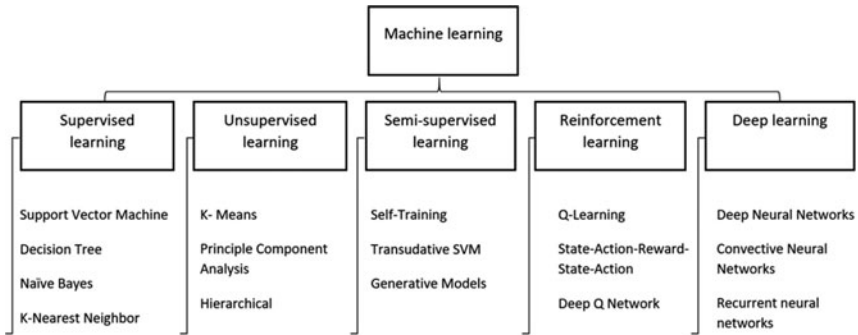 Machine learning
Supervised
learning
Unsupervised
learning
Semi-supervised
learning
Reinforcement
learning
Deep learning
Support Vector Machine
Decision Tree
Naïve Bayes
K-Nearest Neighbor
K- Means
Principle Component
Analysis
Hierarchical
Self-Training
Transudative SVM
Generative Models
Q-Learning
State-Action-Reward-
State-Action
Deep Q Network
Deep Neural Networks
Convective Neural
Networks
Recurrent neural
networks